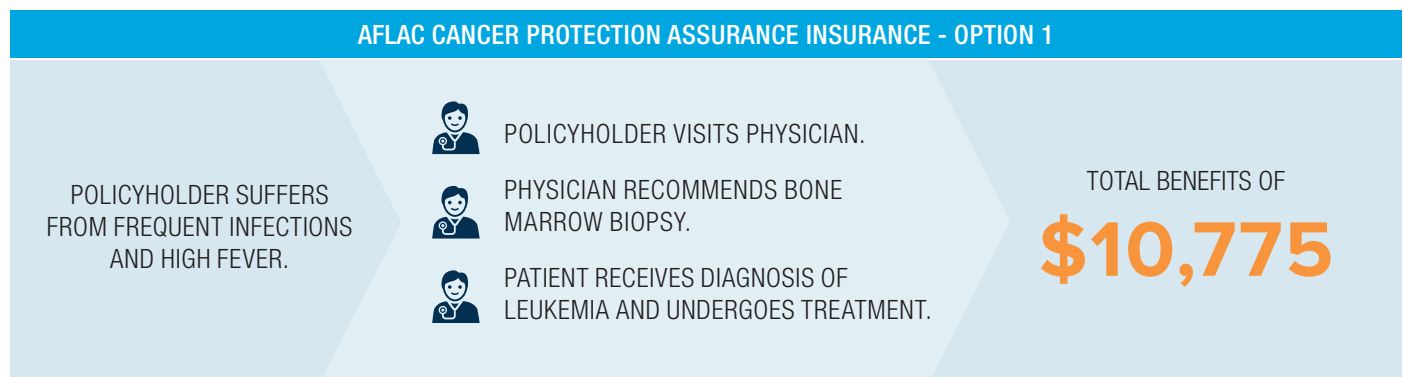 AFLAC CANCER PROTECTION ASSURANCE INSURANCE - OPTION 1
POLICYHOLDER SUFFERS
FROM FREQUENT INFECTIONS
AND HIGH FEVER.
POLICYHOLDER VISITS PHYSICIAN.
PHYSICIAN RECOMMENDS BONE
MARROW BIOPSY.
PATIENT RECEIVES DIAGNOSIS OF
LEUKEMIA AND UNDERGOES TREATMENT.
TOTAL BENEFITS OF
$10,775